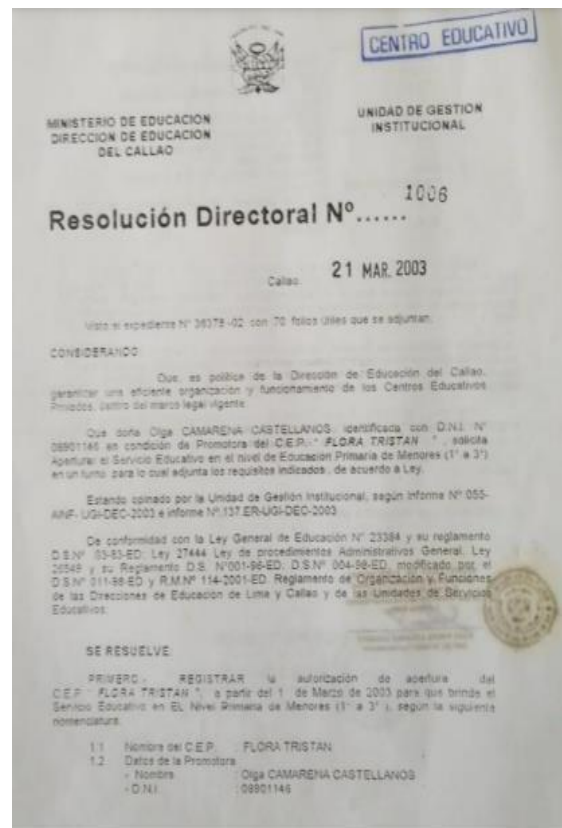 CENTRO EDUCATIVO
MINISTERIO DE EDUCACION
DIRECCION DE EDUCACION
DEL CALLAO
UNIDAD DE GESTION
INSTITUCIONAL
Resolución Directoral Nº......
1006
Callao
21 MAR. 2003
Visto el expediente Nº 36378-02 con 70 folios útiles que se adjuntan.
CONSIDERANDO
Que es política de la Dirección de Educación del Callao,
garantizar una eficiente organización y funcionamiento de los Centros Educativos
Privados, dentro del marco legal vigente.
Que doña Olga CAMARENA CASTELLANOS identificada con D.N.I. Nº
08901146 en condición de Promotora del C.E.P. " FLORA TRISTAN ", solicita
Aperturar el Servicio Educativo en el nivel de Educación Primaria de Menores (1° a 3°)
en un turno para lo cual adjunta los requisitos indicados, de acuerdo a Ley.
Estando opinado por la Unidad de Gestión Institucional, según Informe Nº 055-
AINF- UGI-DEC-2003 e informe Nº.137.ER-UGI-DEC-2003
De conformidad con la Ley General de Educación Nº 23384 y su reglamento
D.S.Nº 03-83-ED; Ley 27444 Ley de procedimientos Administrativos General, Ley
26549 y su Reglamento D.S. Nº001-96-ED, D.S.Nº 004-98-ED, modificado por el
D.S.Nº 011-98-ED y R.M.Nº 114-2001-ED. Reglamento de Organización y Funciones
de las Direcciones de Educación de Lima y Callao y de las Unidades de Servicios
Educativos.
SE RESUELVE
PRIMERO.- REGISTRAR la autorización de apertura del
C.E.P. " FLORA TRISTAN ", a partir del 1 de Marzo de 2003 para que brinde el
Servicio Educativo en EL Nivel Primaria de Menores (1° a 3°), según la siguiente
nomenclatura.
1.1 Nombre del C.E.P. : FLORA TRISTAN
1.2 Datos de la Promotora
- Nombre : Olga CAMARENA CASTELLANOS
- D.N.I. : 08901146